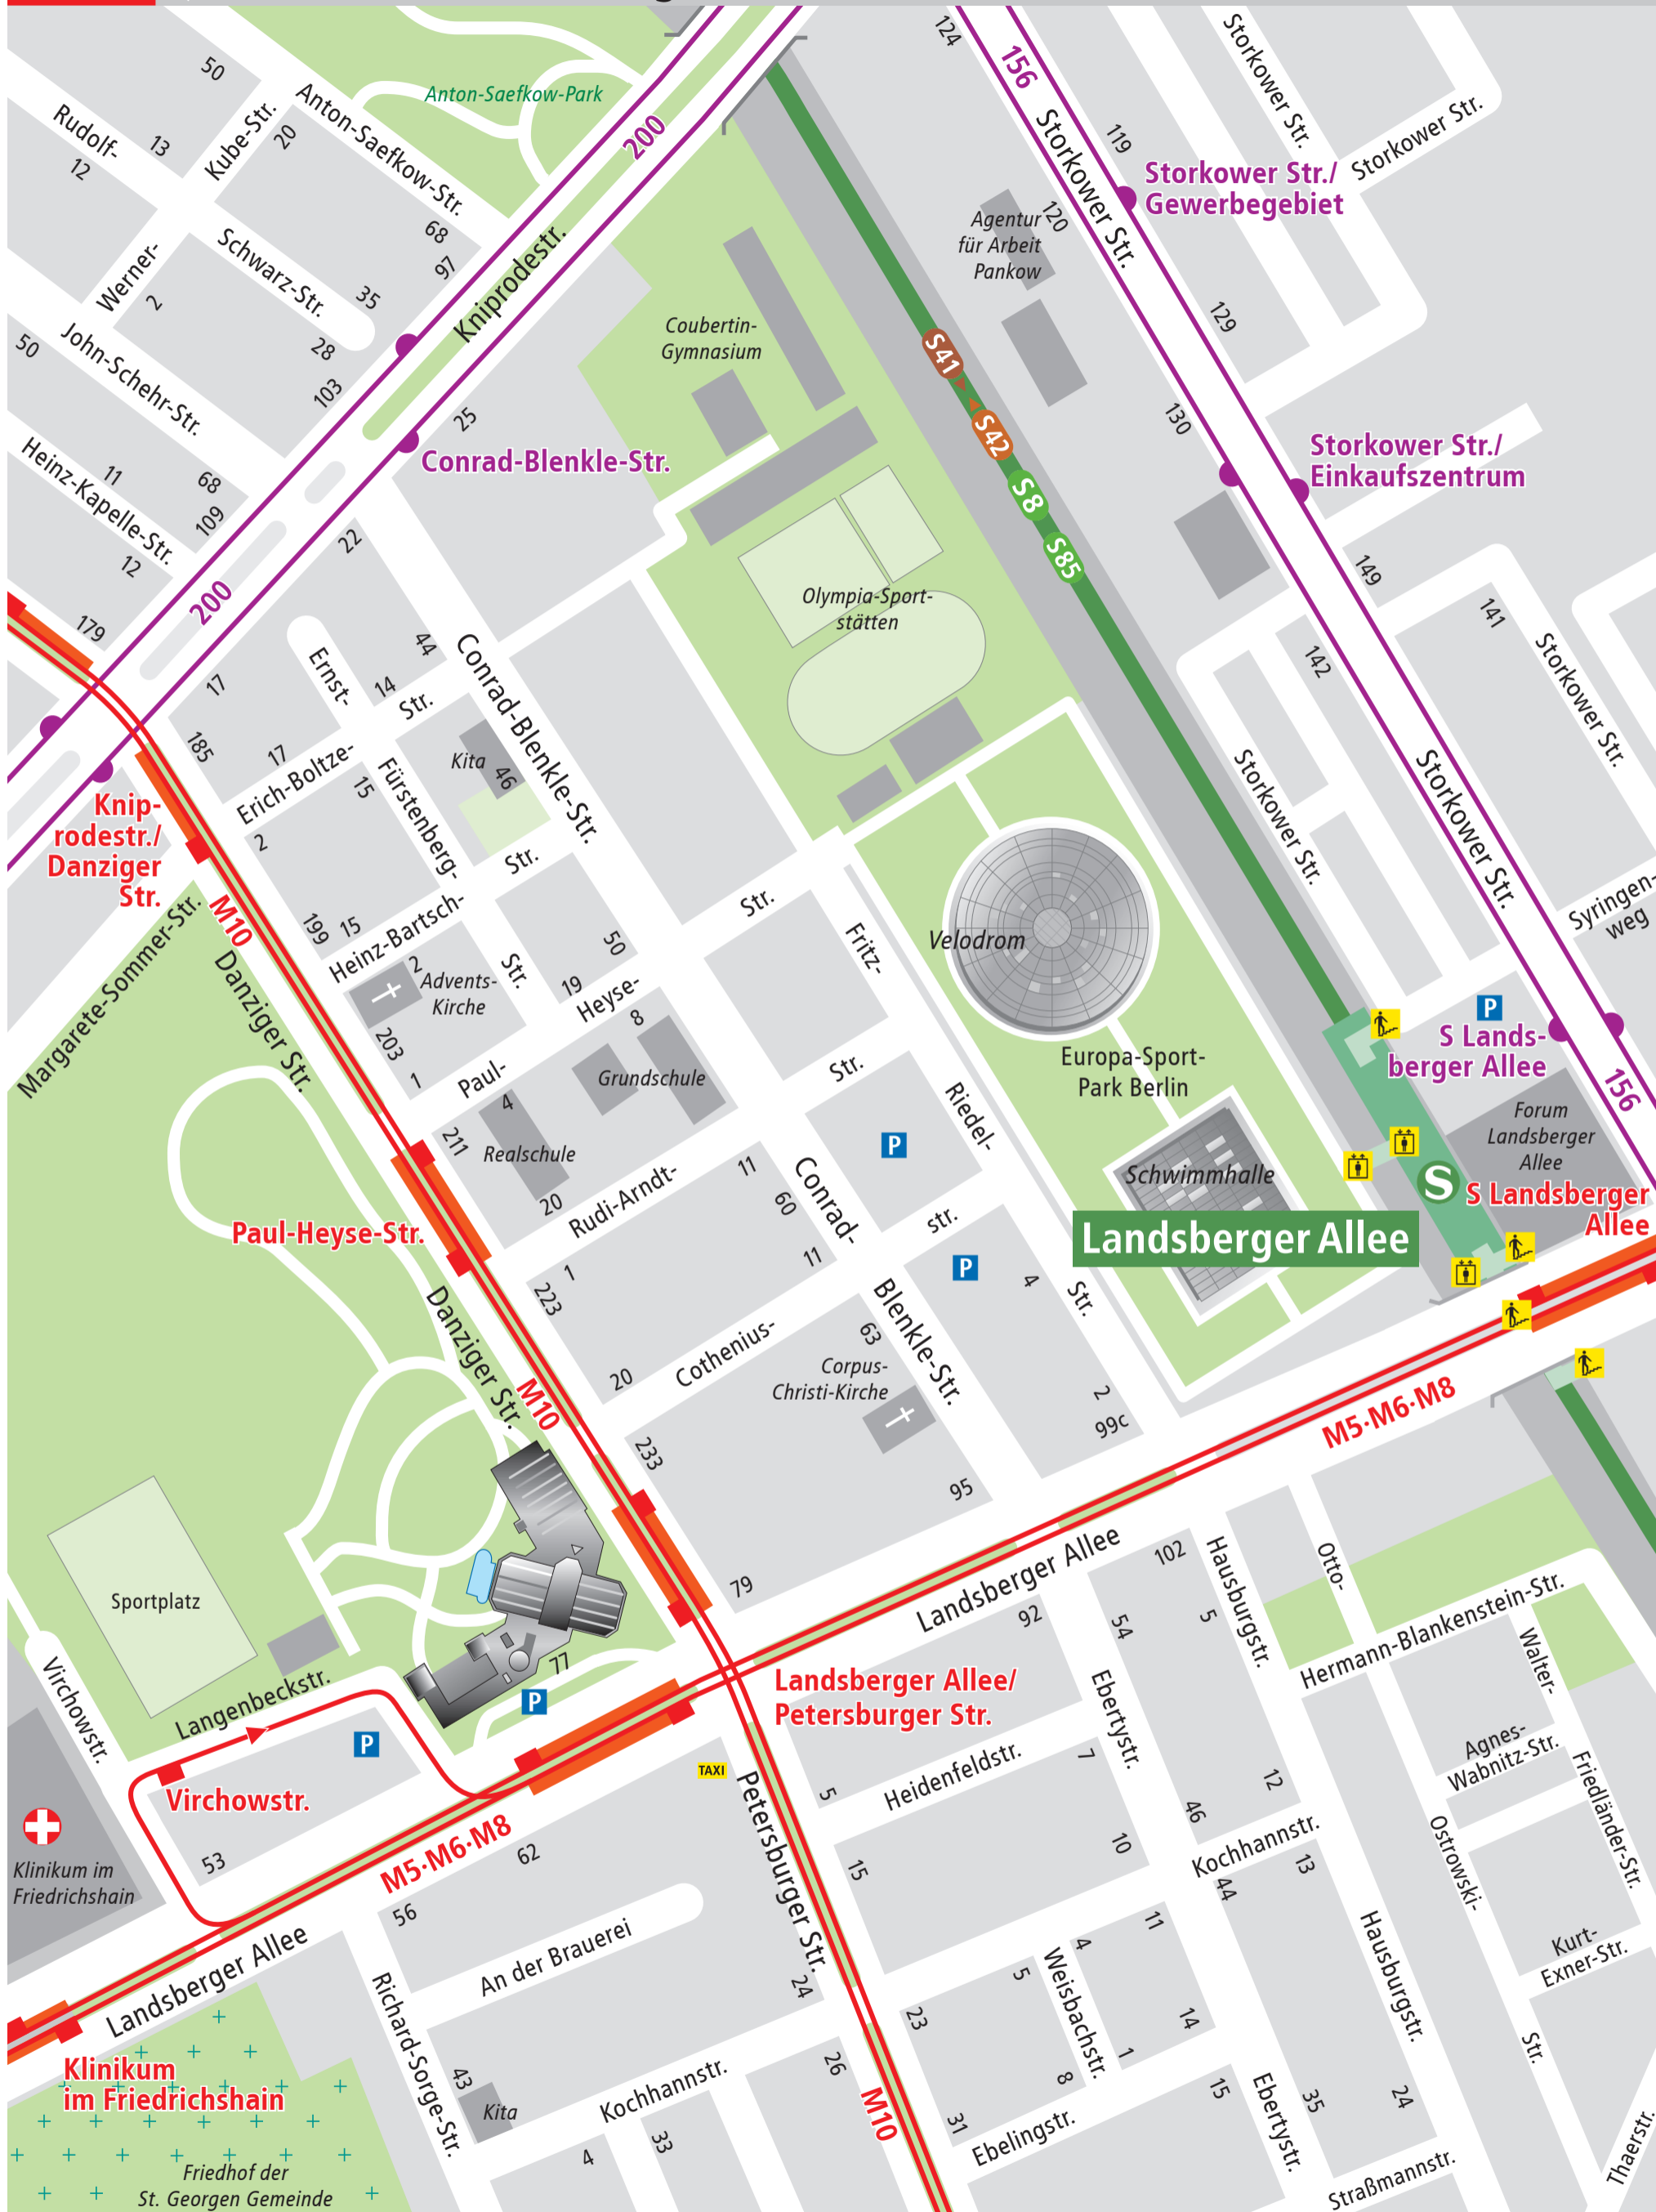 50
Anton-Saefkow-Park
Anton-Saefkow-Str.
Rudolf-
13
12
Kube-Str.
20
200
124
156
Storkower Str.
119
Storkower Str.
Storkower Str.
Storkower Str./
Gewerbegebiet
Agentur
für Arbeit
Pankow
120
68
97
Werner-
2
Schwarz-Str.
35
28
103
Kniprodestr.
50
John-Schehr-Str.
Heinz-Kapelle-Str.
11
68
109
12
25
Conrad-Blenkle-Str.
Coubertin-
Gymnasium
S41
S42
S8
S85
129
130
Storkower Str./
Einkaufszentrum
149
141
142
Storkower Str.
Storkower Str.
Storkower Str.
Syringen-
weg
Olympia-Sport-
stätten
22
200
179
17
185
17
Ernst-
14
44
Str.
Erich-Boltze-
15
2
Fürstenberg-
Kita
46
Conrad-Blenkle-Str.
Str.
Knip-
rodestr./
Danziger
Str.
M10
Margarete-Sommer-Str.
Danziger Str.
199
15
Heinz-Bartsch-
2
Advents-
Kirche
Str.
50
19
Heyse-
Str.
Fritz-
Velodrom
203
1
Paul-
8
4
Grundschule
Realschule
211
20
Rudi-Arndt-
Str.
11
60
P
Riedel-
Europa-Sport-
Park Berlin
Schwimmhalle
Landsberger Allee
P
S Lands-
berger Allee
156
Forum
Landsberger
Allee
S
S Landsberger
Allee
Paul-Heyse-Str.
1
223
Conrad-
11
str.
P
4
Str.
Danziger Str.
M10
20
Cothenius-
63
Blenkle-Str.
Corpus-
Christi-Kirche
2
99c
95
M5·M6·M8
233
79
Landsberger Allee
102
92
54
5
Hausburgstr.
Otto-
Hermann-Blankenstein-Str.
Walter-
Sportplatz
77
P
Langenbeckstr.
P
Virchowstr.
Virchowstr.
Landsberger Allee/
Petersburger Str.
TAXI
Ebertystr.
Heidenfeldstr.
7
5
12
46
Agnes-
Wabnitz-Str.
Friedländer-Str.
Klinikum im
Friedrichshain
53
M5·M6·M8
62
56
Petersburger Str.
15
10
Kochhannstr.
13
44
Ostrowski-
Landsberger Allee
An der Brauerei
24
11
4
5
Weisbachstr.
14
1
8
23
Hausburgstr.
Kurt-
Exner-Str.
Str.
Klinikum
im Friedrichshain
Richard-Sorge-Str.
43
Kita
Kochhannstr.
26
M10
31
Ebelingstr.
15
Ebertystr.
35
24
Thaerstr.
Friedhof der
St. Georgen Gemeinde
4
33
Straßmannstr.